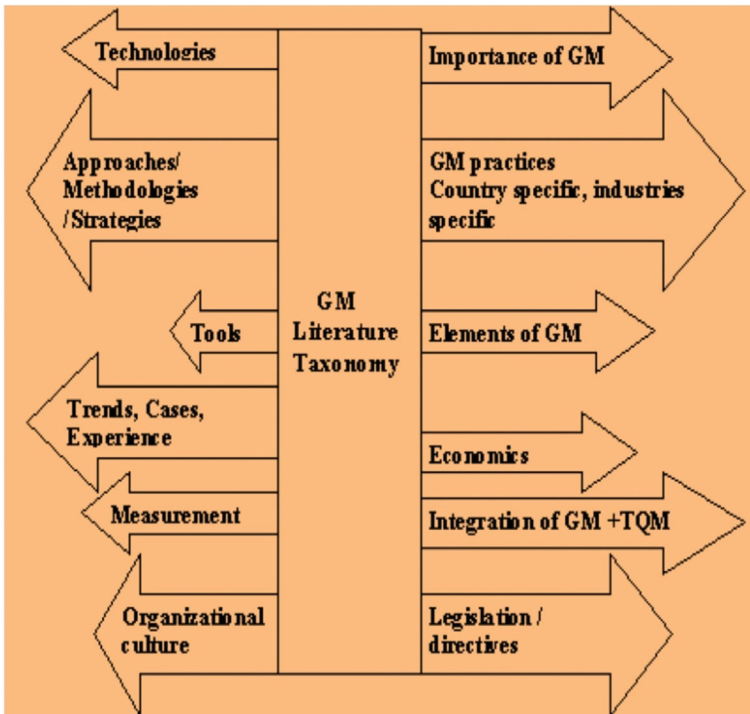 Technologies
Approaches/
Methodologies
/Strategies
Tools
Trends, Cases,
Experience
Measurement
Organizational
culture
GM
Literature
Taxonomy
Importance of GM
GM practices
Country specific, industries
specific
Elements of GM
Economics
Integration of GM +TQM
Legislation /
directives